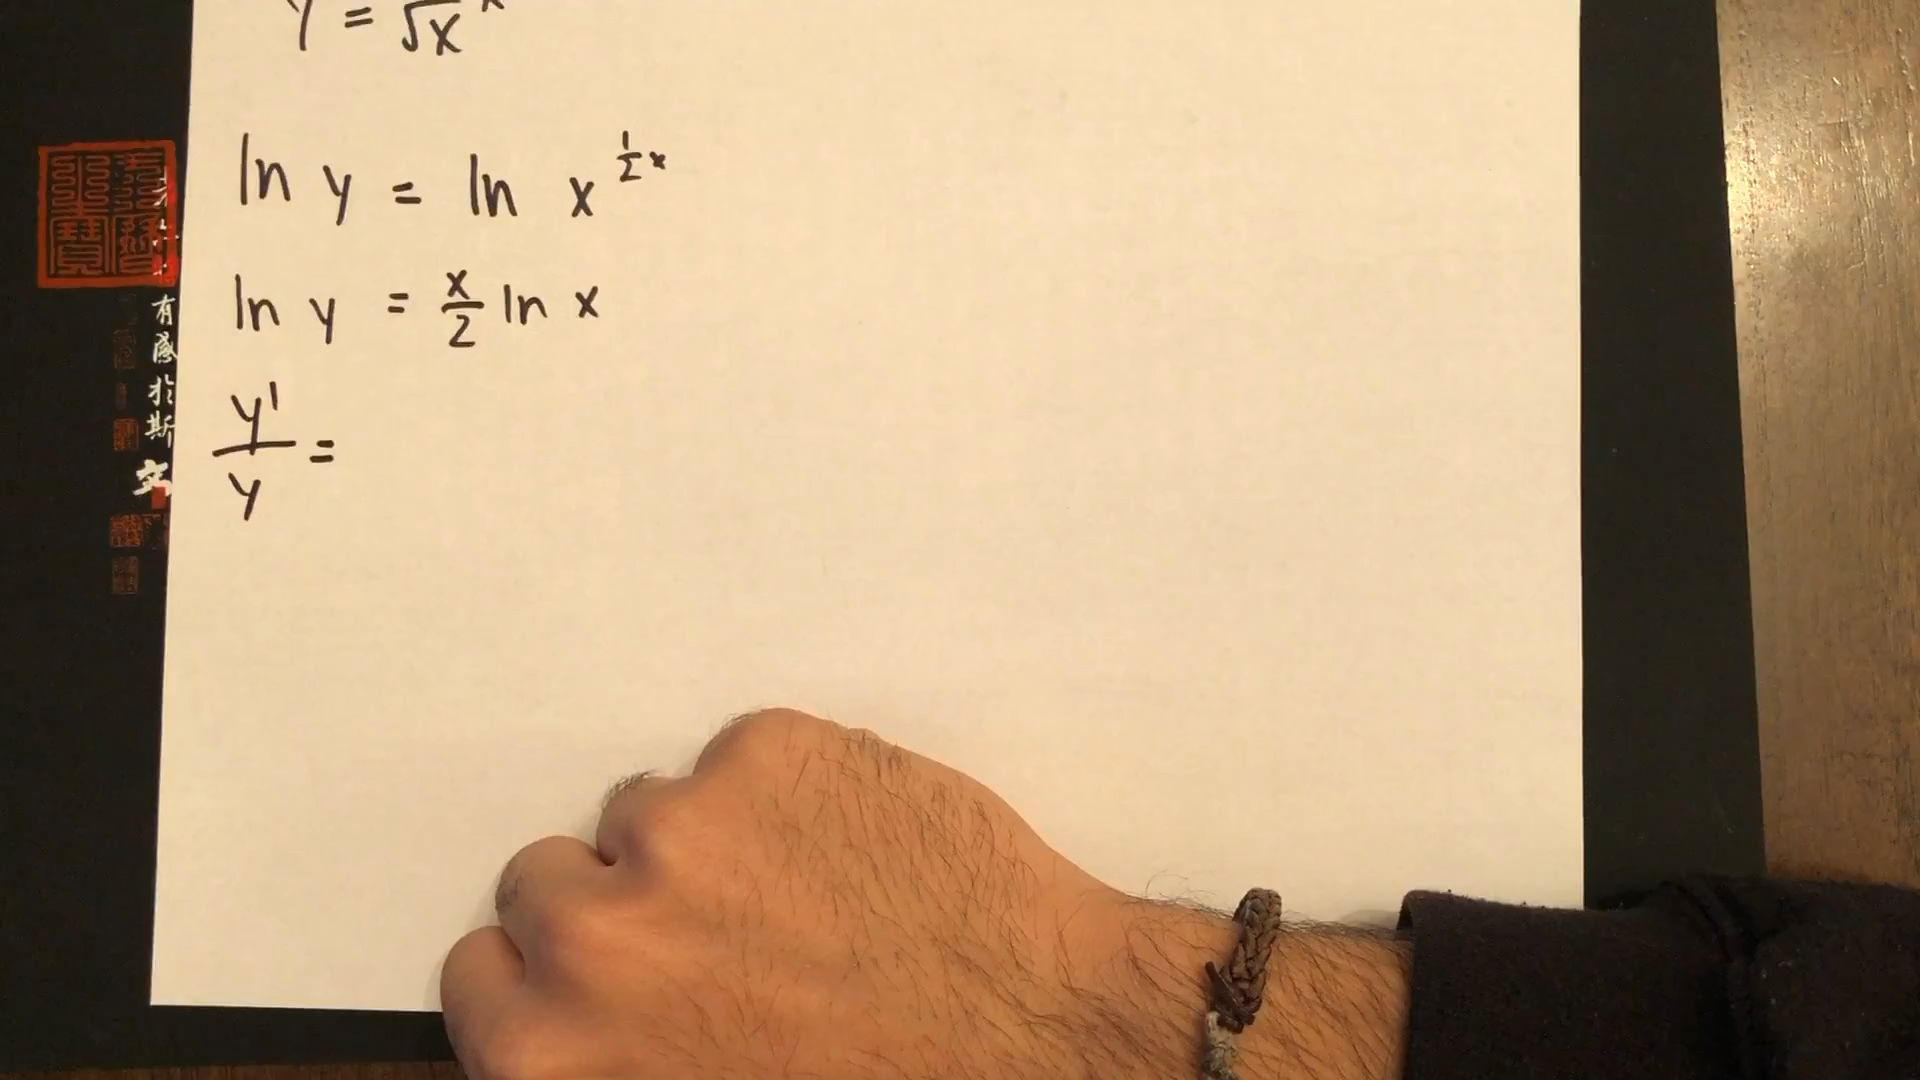 y = √x^x
ln y = ln x^{1/2 x}
ln y = x/2 ln x
y'/y =
有感於斯文